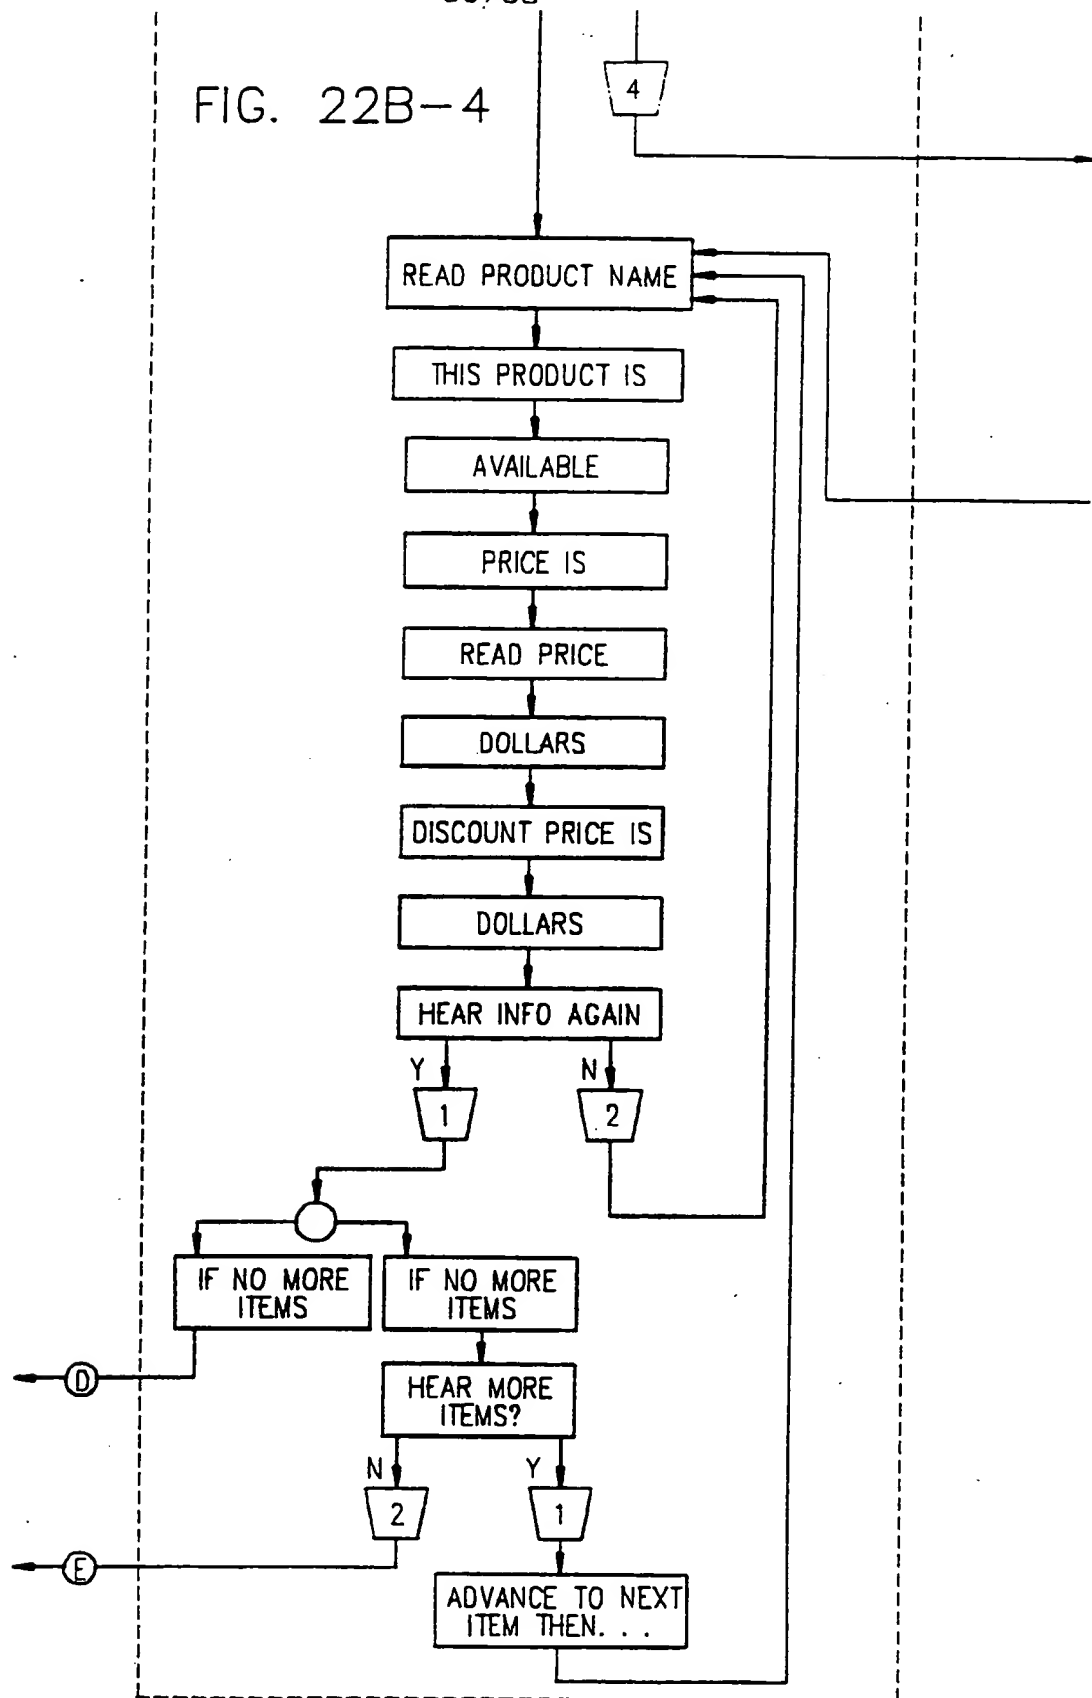 FIG. 22B-4
4
READ PRODUCT NAME
THIS PRODUCT IS
AVAILABLE
PRICE IS
READ PRICE
DOLLARS
DISCOUNT PRICE IS
DOLLARS
HEAR INFO AGAIN
Y
N
1
2
IF NO MORE
ITEMS
IF NO MORE
ITEMS
D
HEAR MORE
ITEMS?
N
Y
2
1
E
ADVANCE TO NEXT
ITEM THEN. . .